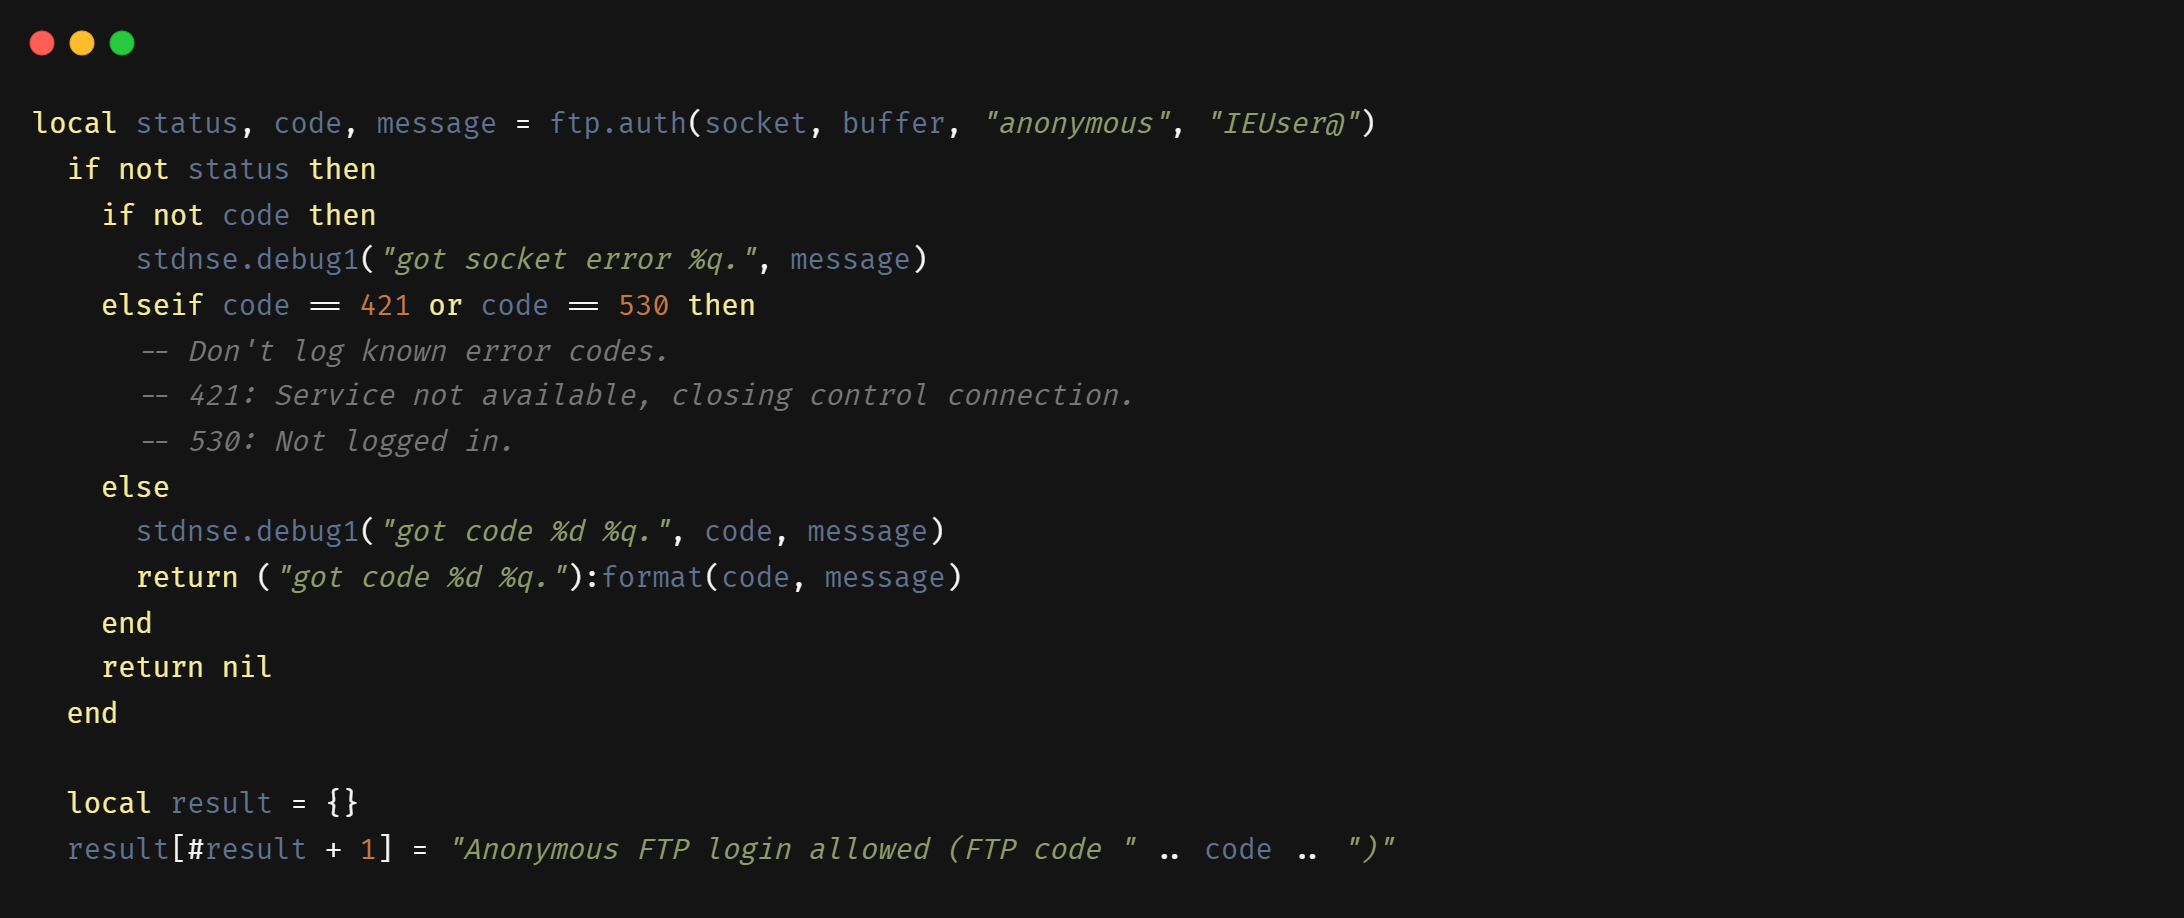 local status, code, message = ftp.auth(socket, buffer, "anonymous", "IEUser@")
  if not status then
    if not code then
      stdnse.debug1("got socket error %q.", message)
    elseif code == 421 or code == 530 then
      -- Don't log known error codes.
      -- 421: Service not available, closing control connection.
      -- 530: Not logged in.
    else
      stdnse.debug1("got code %d %q.", code, message)
      return ("got code %d %q."):format(code, message)
    end
    return nil
  end

  local result = {}
  result[#result + 1] = "Anonymous FTP login allowed (FTP code " .. code .. ")"